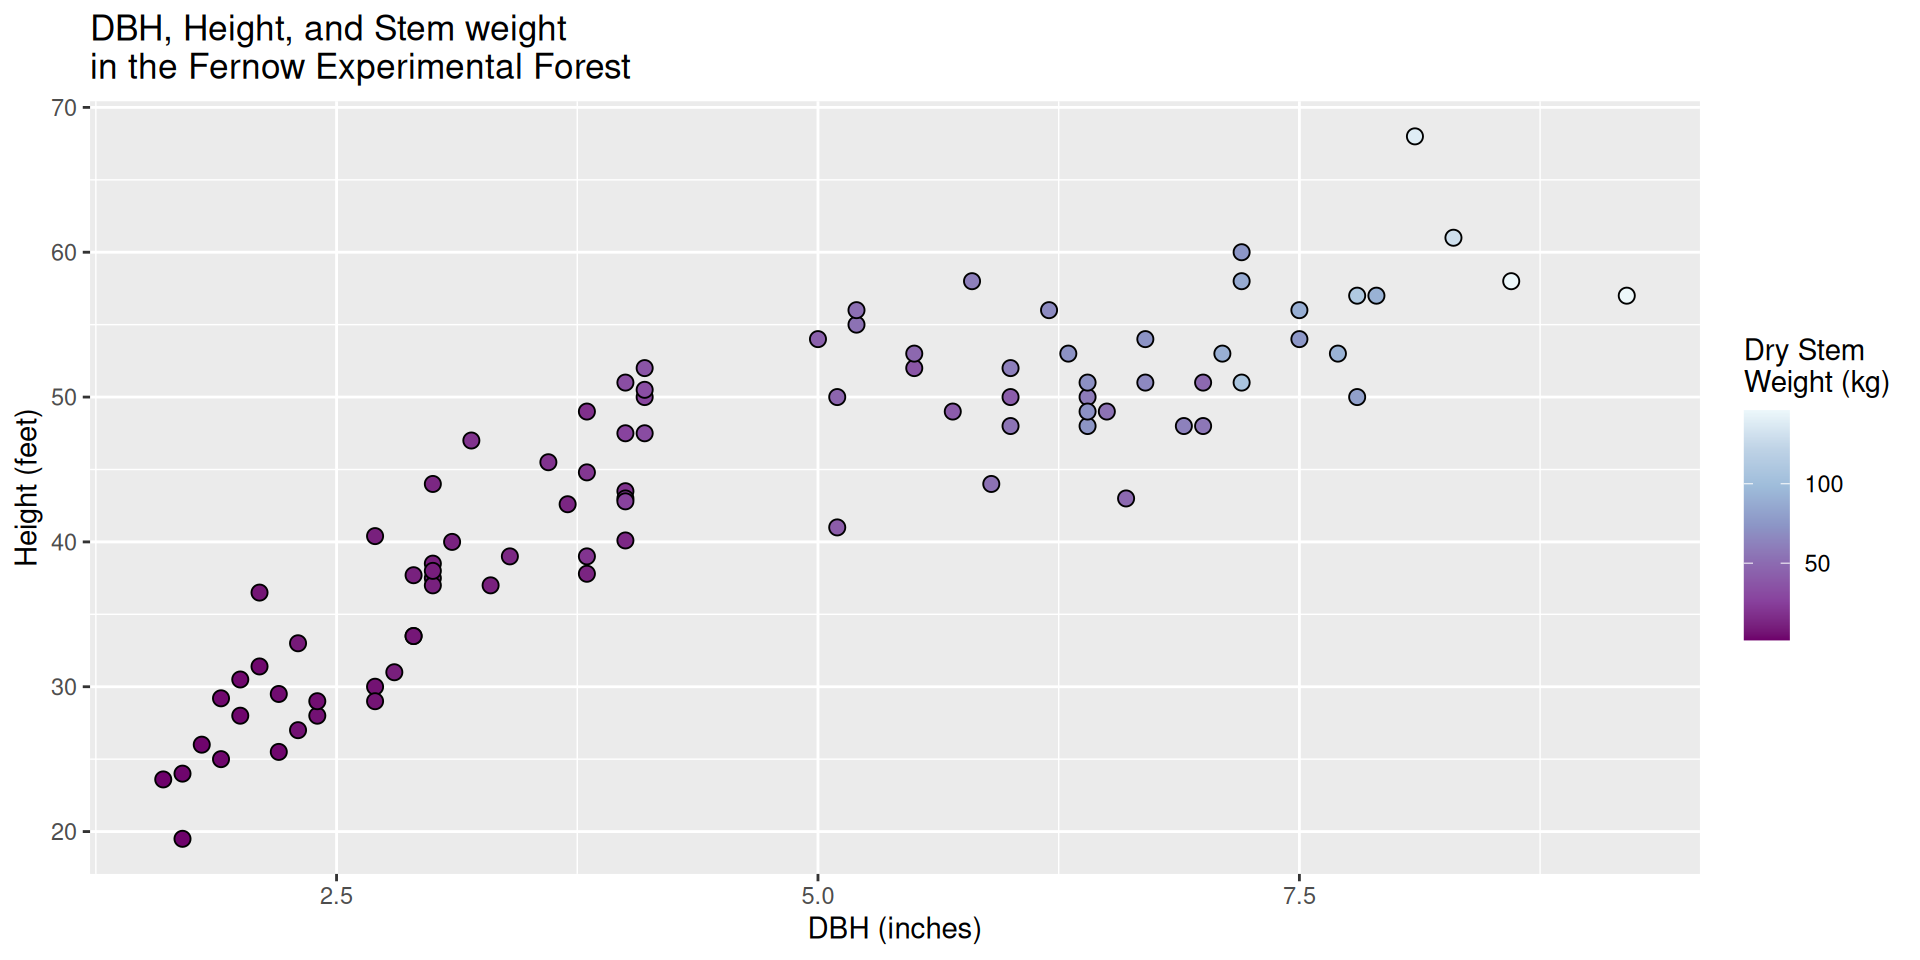 DBH, Height, and Stem weight
in the Fernow Experimental Forest
70
60
50
40
30
20
Height (feet)
2.5
5.0
7.5
DBH (inches)
Dry Stem
Weight (kg)
100
50